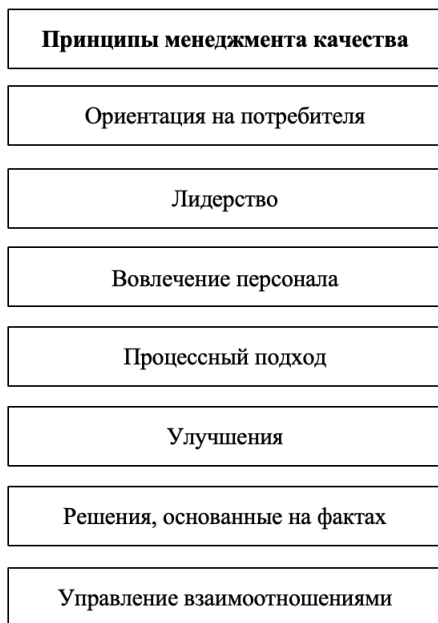 Принципы менеджмента качества
Ориентация на потребителя
Лидерство
Вовлечение персонала
Процессный подход
Улучшения
Решения, основанные на фактах
Управление взаимоотношениями